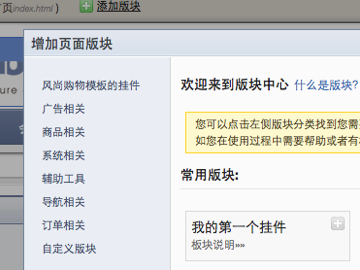 页index.html )
添加版块
增加页面版块
风尚购物模板的挂件
广告相关
商品相关
系统相关
辅助工具
导航相关
订单相关
自定义版块
欢迎来到版块中心 什么是版块?
您可以点击左侧版块分类找到您需
如您在使用过程中需要帮助或者有
常用版块:
我的第一个挂件
板块说明»»